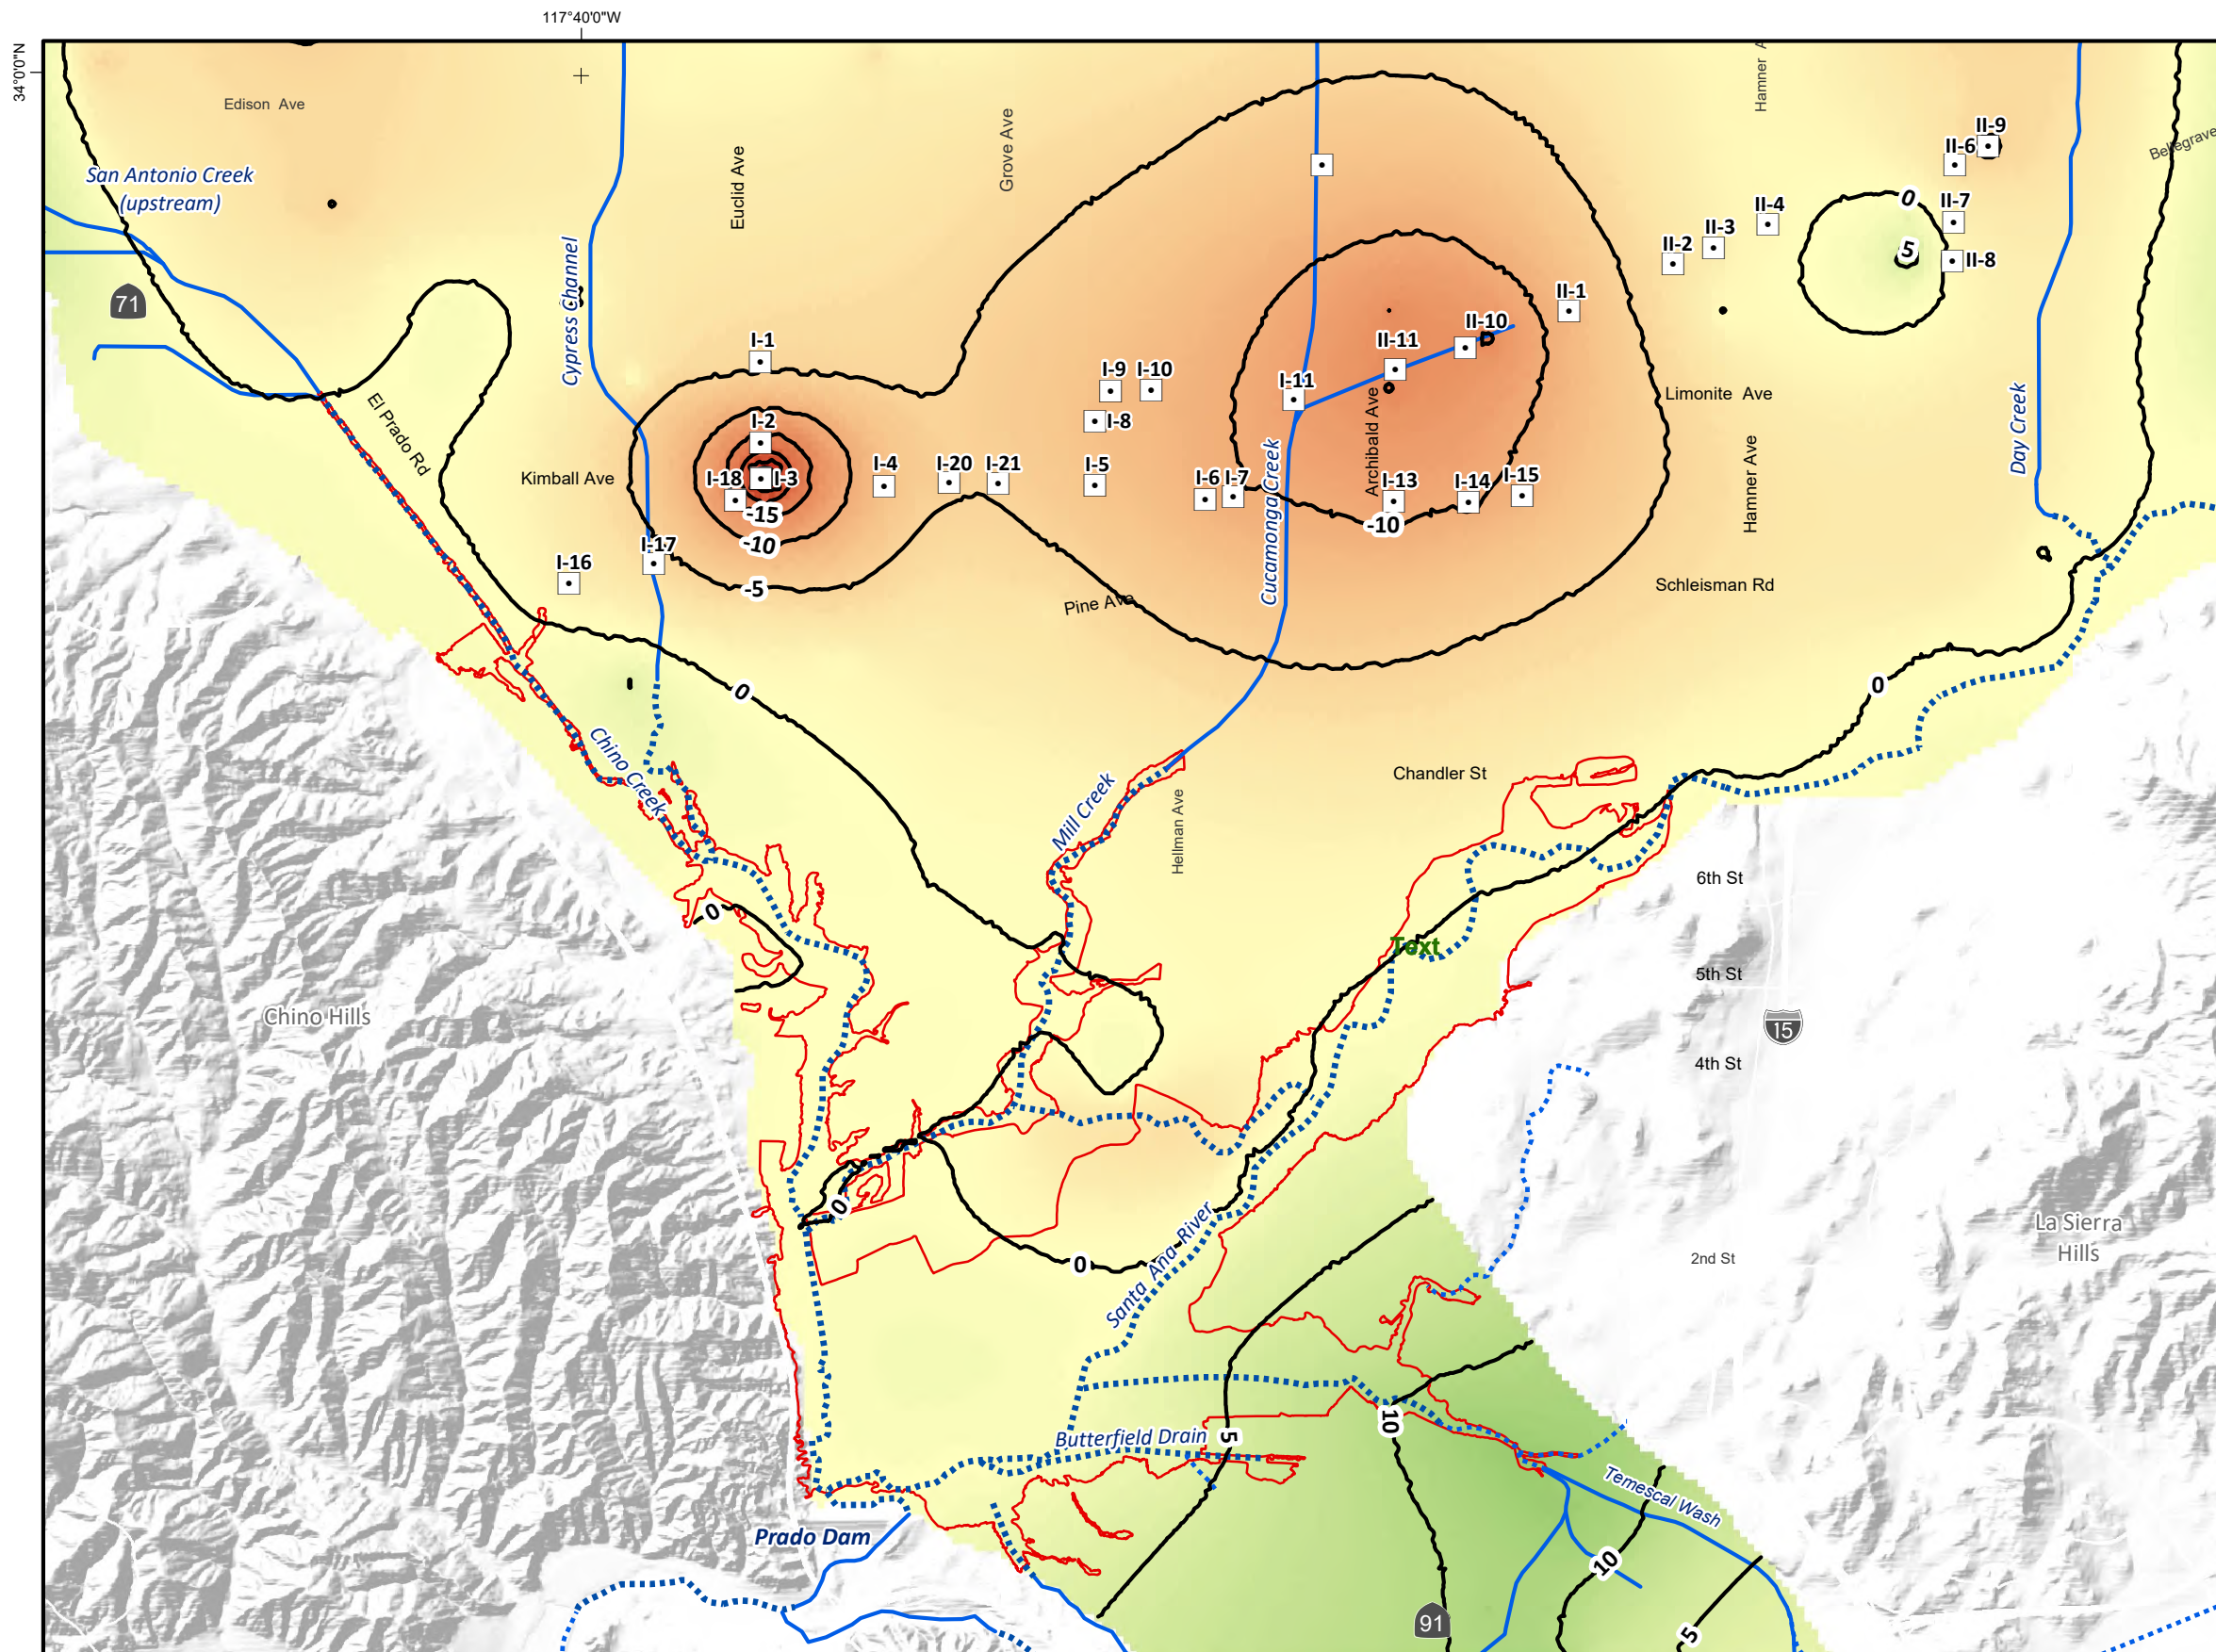 117°40'0"W
34°0'0"N
Edison Ave
Hamner A
II-9
II-6
Bellegrave
San Antonio Creek
(upstream)
Euclid Ave
Grove Ave
0
II-7
II-4
II-3
II-2
5
II-8
71
Cypress Channel
II-1
II-10
I-1
II-11
I-9
I-10
I-11
Limonite Ave
El Prado Rd
I-2
I-8
Archibald Ave
Day Creek
Kimball Ave
I-18
I-3
I-4
I-20
I-21
I-5
I-6
I-7
I-13
I-14
I-15
Hamner Ave
Cucamonga Creek
-15
-10
-10
I-17
I-16
-5
Pine Ave
Schleisman Rd
0
0
Chino Creek
Mill Creek
Hellman Ave
Chandler St
6th St
0
Text
5th St
Chino Hills
15
4th St
0
La Sierra
Hills
0
Santa Ana River
2nd St
10
5
Butterfield Drain
Temescal Wash
Prado Dam
10
91
5